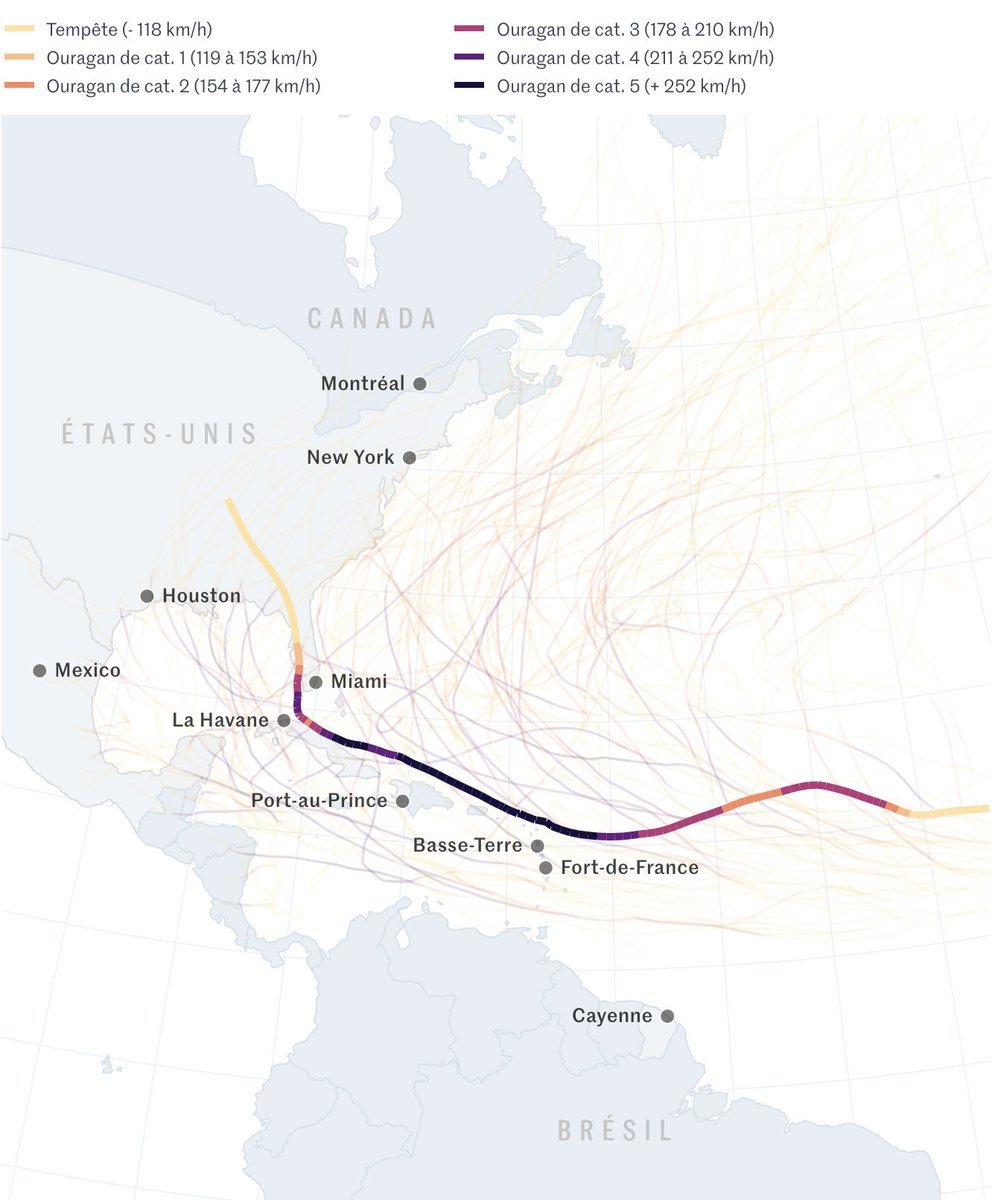 Tempête (- 118 km/h)
Ouragan de cat. 1 (119 à 153 km/h)
Ouragan de cat. 2 (154 à 177 km/h)
Ouragan de cat. 3 (178 à 210 km/h)
Ouragan de cat. 4 (211 à 252 km/h)
Ouragan de cat. 5 (+ 252 km/h)
CANADA
Montréal
ÉTATS-UNIS
New York
Houston
Mexico
Miami
La Havane
Port-au-Prince
Basse-Terre
Fort-de-France
Cayenne
BRÉSIL